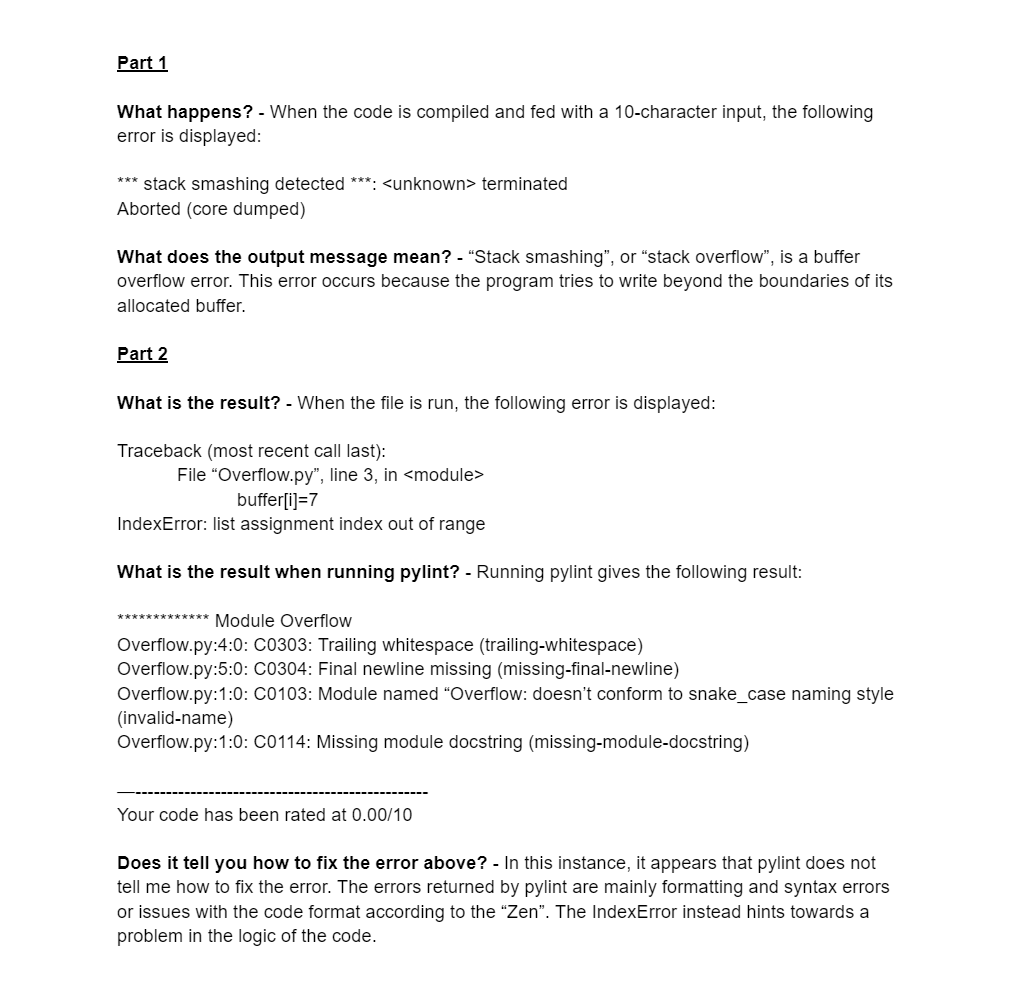 Part 1
What happens? - When the code is compiled and fed with a 10-character input, the following
error is displayed:
*** stack smashing detected ***: <unknown> terminated
Aborted (core dumped)
What does the output message mean? - “Stack smashing”, or “stack overflow”, is a buffer
overflow error. This error occurs because the program tries to write beyond the boundaries of its
allocated buffer.
Part 2
What is the result? - When the file is run, the following error is displayed:
Traceback (most recent call last):
File “Overflow.py”, line 3, in <module>
buffer[i]=7
IndexError: list assignment index out of range
What is the result when running pylint? - Running pylint gives the following result:
************* Module Overflow
Overflow.py:4:0: C0303: Trailing whitespace (trailing-whitespace)
Overflow.py:5:0: C0304: Final newline missing (missing-final-newline)
Overflow.py:1:0: C0103: Module named “Overflow: doesn’t conform to snake_case naming style
(invalid-name)
Overflow.py:1:0: C0114: Missing module docstring (missing-module-docstring)
—------------------------------------------------
Your code has been rated at 0.00/10
Does it tell you how to fix the error above? - In this instance, it appears that pylint does not
tell me how to fix the error. The errors returned by pylint are mainly formatting and syntax errors
or issues with the code format according to the “Zen”. The IndexError instead hints towards a
problem in the logic of the code.